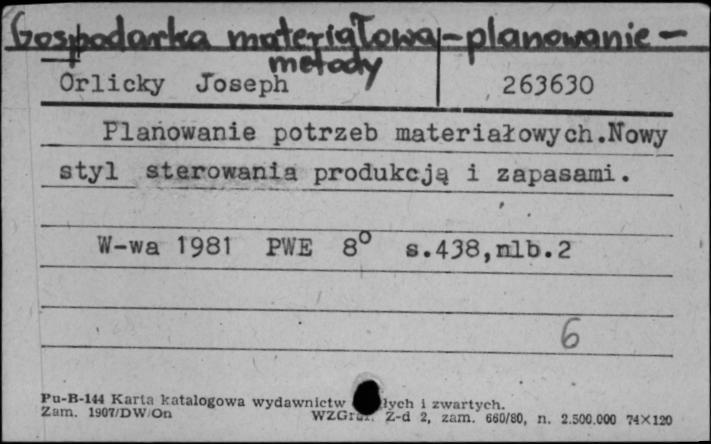 Gospodarka materiałowa-planowanie-
metody
Orlicky Joseph 263630
Planowanie potrzeb materiałowych.Nowy
styl sterowania produkcją i zapasami.
W-wa 1981 PWE 8° s.438,nlb.2
6
Pu-B-144 Karta katalogowa wydawnictw i zwartych.
Zam. 1907/DW/On WZGraf. Z-d 2, zam. 660/80, n. 2.500.000 74×120